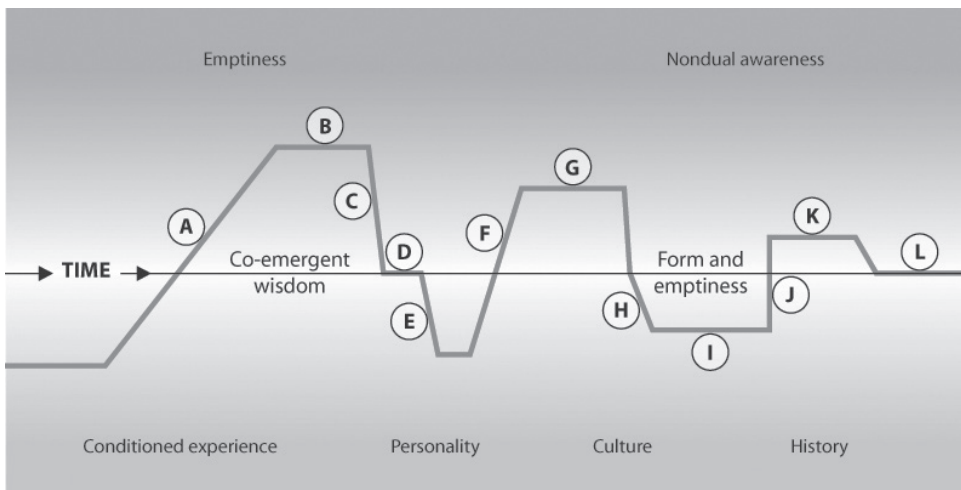 Emptiness
Nondual awareness
B
C
G
A
F
K
D
L
TIME
Co-emergent
wisdom
Form and
emptiness
E
H
J
I
Conditioned experience
Personality
Culture
History